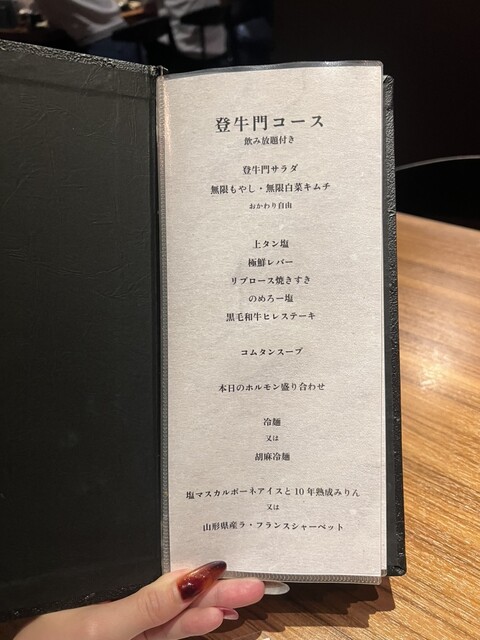 登牛門コース
飲み放題付き
登牛門サラダ
無限もやし・無限白菜キムチ
おかわり自由
上タン塩
極鮮レバー
リブロース焼きすき
のめろー塩
黒毛和牛ヒレステーキ
コムタンスープ
本日のホルモン盛り合わせ
冷麺
又は
胡麻冷麺
塩マスカルポーネアイスと10年熟成みりん
又は
山形県産ラ・フランスシャーベット